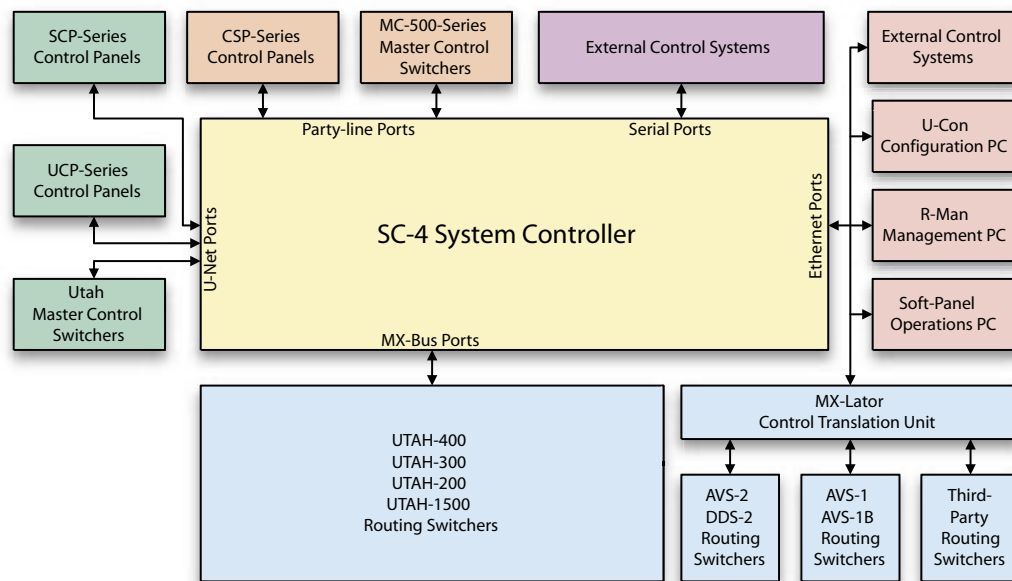 SCP-Series
Control Panels
CSP-Series
Control Panels
MC-500-Series
Master Control
Switchers
External Control Systems
External Control
Systems
Party-line Ports
Serial Ports
U-Con
Configuration PC
UCP-Series
Control Panels
U-Net Ports
SC-4 System Controller
Ethernet Ports
R-Man
Management PC
Utah
Master Control
Switchers
Soft-Panel
Operations PC
MX-Bus Ports
MX-Lator
Control Translation Unit
UTAH-400
UTAH-300
UTAH-200
UTAH-1500
Routing Switchers
AVS-2
DDS-2
Routing
Switchers
AVS-1
AVS-1B
Routing
Switchers
Third-
Party
Routing
Switchers